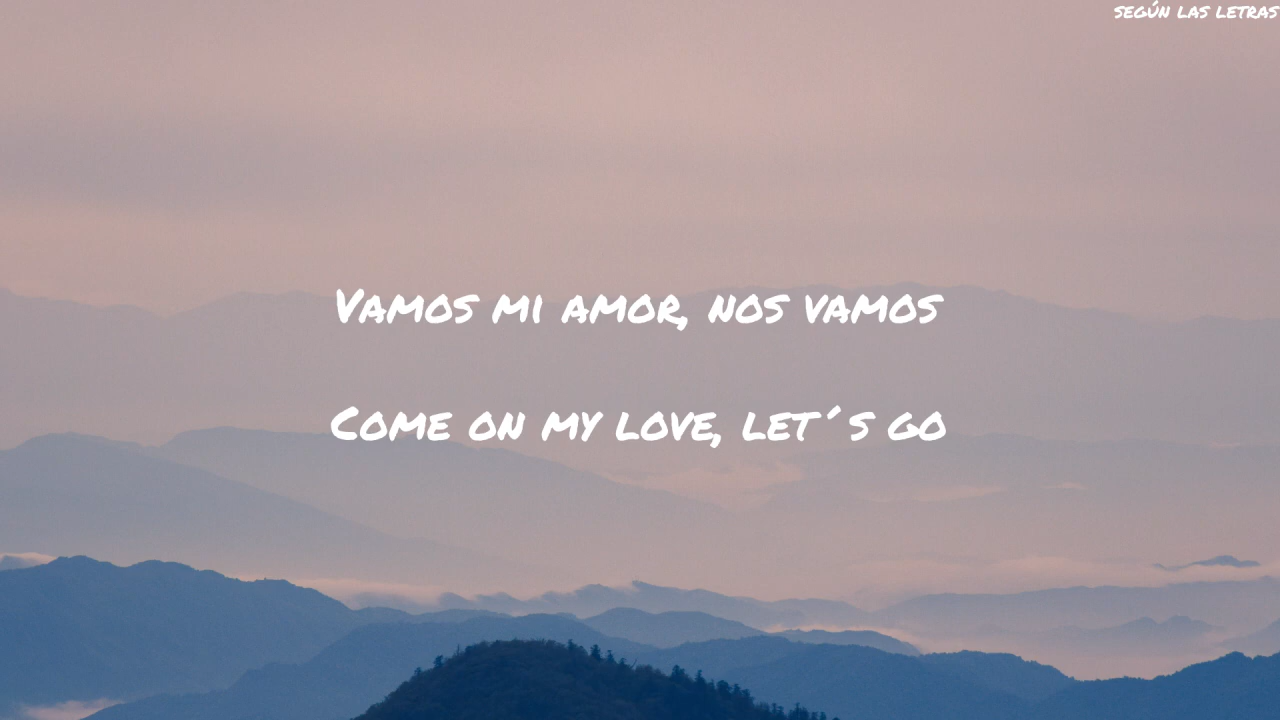 SEGÚN LAS LETRAS
VAMOS MI AMOR, NOS VAMOS
COME ON MY LOVE, LET´S GO